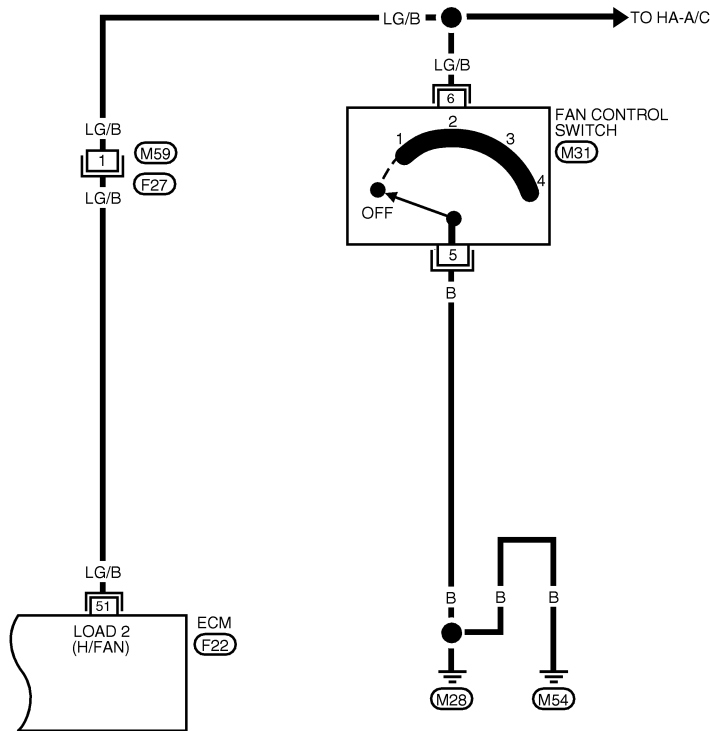 LG/B
TO HA-A/C
LG/B
6
FAN CONTROL
SWITCH
M31
1
2
3
4
OFF
5
B
LG/B
1
M59
F27
LG/B
LG/B
51
LOAD 2
(H/FAN)
ECM
F22
B
B
B
M28
M54